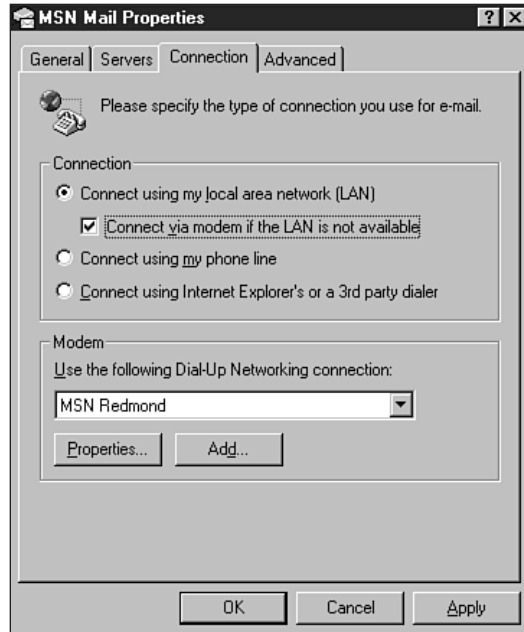 MSN Mail Properties
General Servers Connection Advanced
Please specify the type of connection you use for e-mail.
Connection
Connect using my local area network (LAN)
Connect via modem if the LAN is not available
Connect using my phone line
Connect using Internet Explorer's or a 3rd party dialer
Modem
Use the following Dial-Up Networking connection:
MSN Redmond
Properties... Add...
OK Cancel Apply